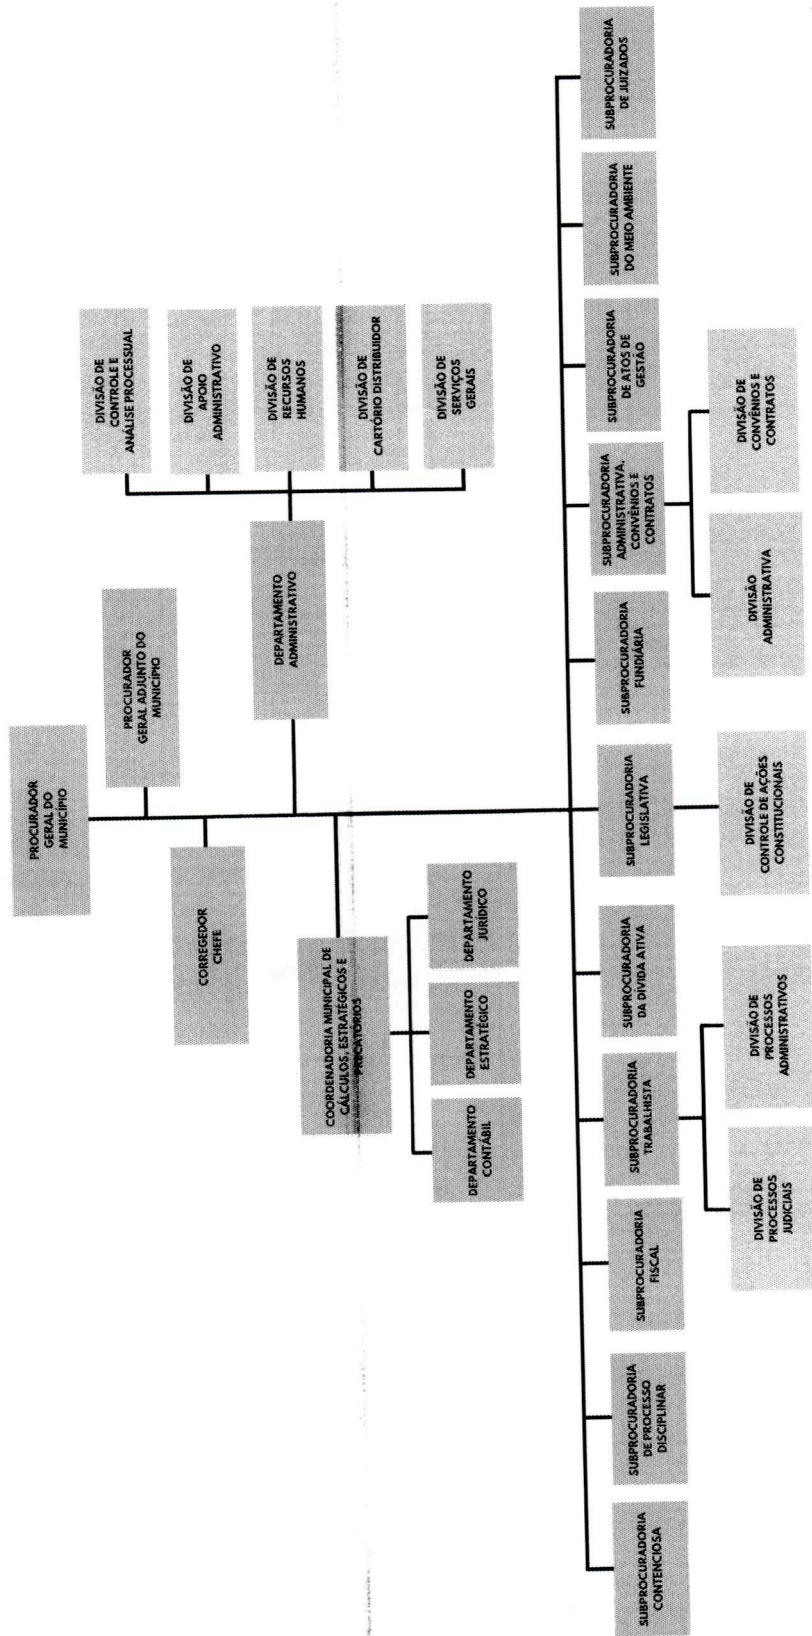 PROCURADOR
GERAL DO
MUNICÍPIO
PROCURADOR
GERAL ADJUNTO DO
MUNICÍPIO
CORREGEDOR
CHEFE
DEPARTAMENTO
ADMINISTRATIVO
DIVISÃO DE
CONTROLE E
ANÁLISE PROCESSUAL
DIVISÃO DE
APOIO
ADMINISTRATIVO
DIVISÃO DE
RECURSOS
HUMANOS
DIVISÃO DE
CARTÓRIO DISTRIBUIDOR
DIVISÃO DE
SERVIÇOS
GERAIS
COORDENADORIA MUNICIPAL DE
CÁLCULOS, ESTRATÉGICOS E
PRECATÓRIOS
DEPARTAMENTO
CONTÁBIL
DEPARTAMENTO
ESTRATÉGICO
DEPARTAMENTO
JURÍDICO
SUBPROCURADORIA
CONTENCIOSA
SUBPROCURADORIA
DE PROCESSO
DISCIPLINAR
SUBPROCURADORIA
FISCAL
SUBPROCURADORIA
TRABALHISTA
SUBPROCURADORIA
DA DÍVIDA ATIVA
SUBPROCURADORIA
LEGISLATIVA
SUBPROCURADORIA
FUNDIÁRIA
SUBPROCURADORIA
ADMINISTRATIVA,
CONVÊNIOS E
CONTRATOS
SUBPROCURADORIA
DE ATOS DE
GESTÃO
SUBPROCURADORIA
DO MEIO AMBIENTE
SUBPROCURADORIA
DE JUIZADOS
DIVISÃO DE
PROCESSOS
JUDICIAIS
DIVISÃO DE
PROCESSOS
ADMINISTRATIVOS
DIVISÃO DE
CONTROLE DE AÇÕES
CONSTITUCIONAIS
DIVISÃO
ADMINISTRATIVA
DIVISÃO DE
CONVÊNIOS E
CONTRATOS